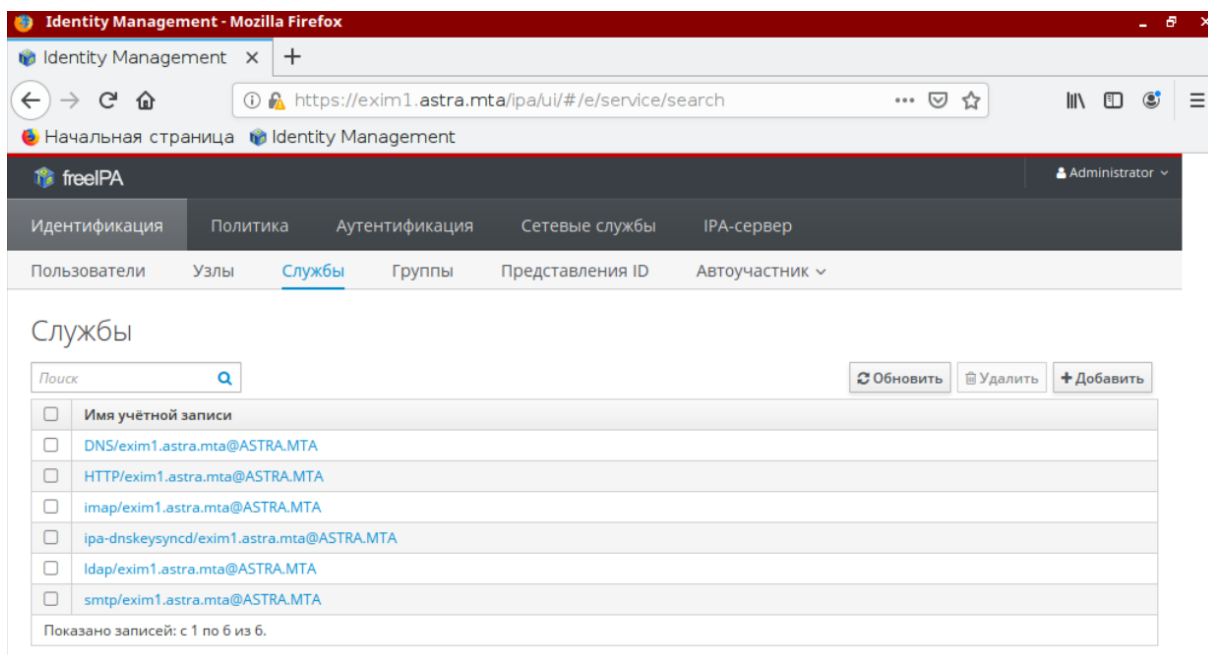 Identity Management - Mozilla Firefox
Identity Management
https://exim1.astra.mta/ipa/ui/#/e/service/search
Начальная страница Identity Management
freeIPA Administrator
Идентификация Политика Аутентификация Сетевые службы IPA-сервер
Пользователи Узлы Службы Группы Представления ID Автоучастник
Службы
Поиск Обновить Удалить Добавить
Имя учётной записи
DNS/exim1.astra.mta@ASTRA.MTA
HTTP/exim1.astra.mta@ASTRA.MTA
imap/exim1.astra.mta@ASTRA.MTA
ipa-dnskeysyncd/exim1.astra.mta@ASTRA.MTA
ldap/exim1.astra.mta@ASTRA.MTA
smtp/exim1.astra.mta@ASTRA.MTA
Показано записей: с 1 по 6 из 6.